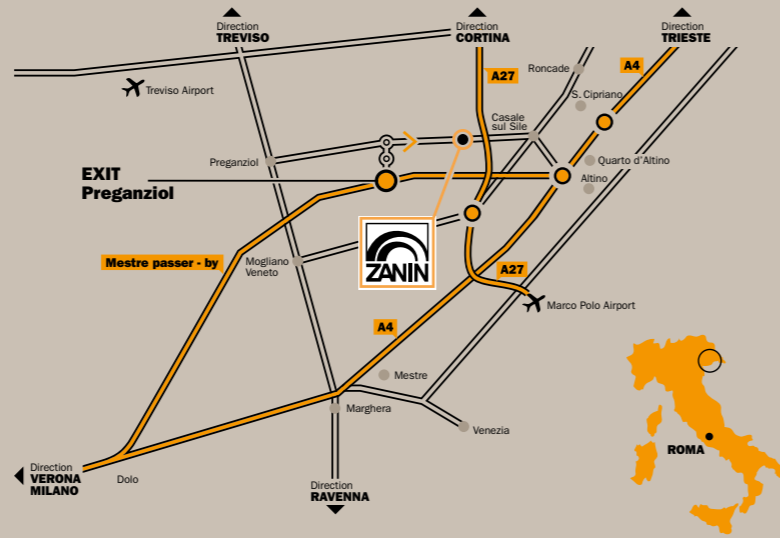 Direction
TREVISO
Direction
CORTINA
Direction
TRIESTE
A4
A27
Roncade
Treviso Airport
S. Cipriano
Casale
sul Sile
Preganziol
Quarto d'Altino
EXIT
Preganziol
Altino
Mestre passer - by
Mogliano
Veneto
ZANIN
A27
Marco Polo Airport
A4
Mestre
Marghera
Venezia
ROMA
Direction
VERONA
MILANO
Dolo
Direction
RAVENNA